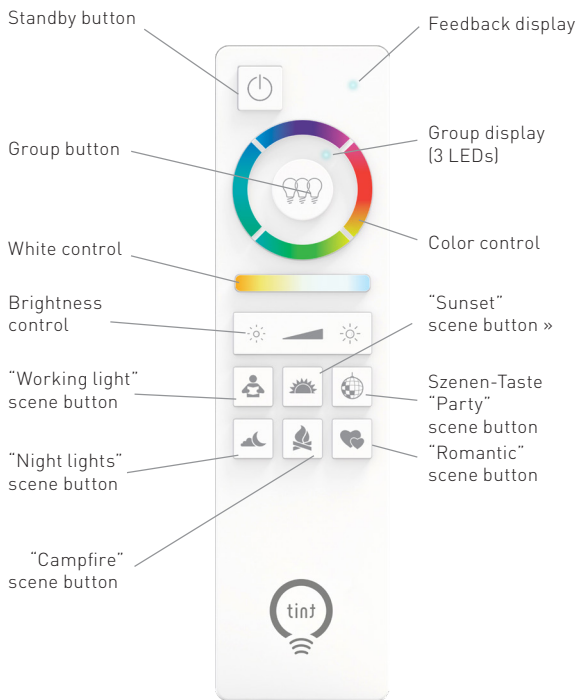 Standby button
Feedback display
Group button
Group display
(3 LEDs)
White control
Color control
Brightness
control
“Sunset”
scene button »
“Working light”
scene button
Szenen-Taste
“Party”
scene button
“Night lights”
scene button
“Romantic”
scene button
“Campfire”
scene button
tint